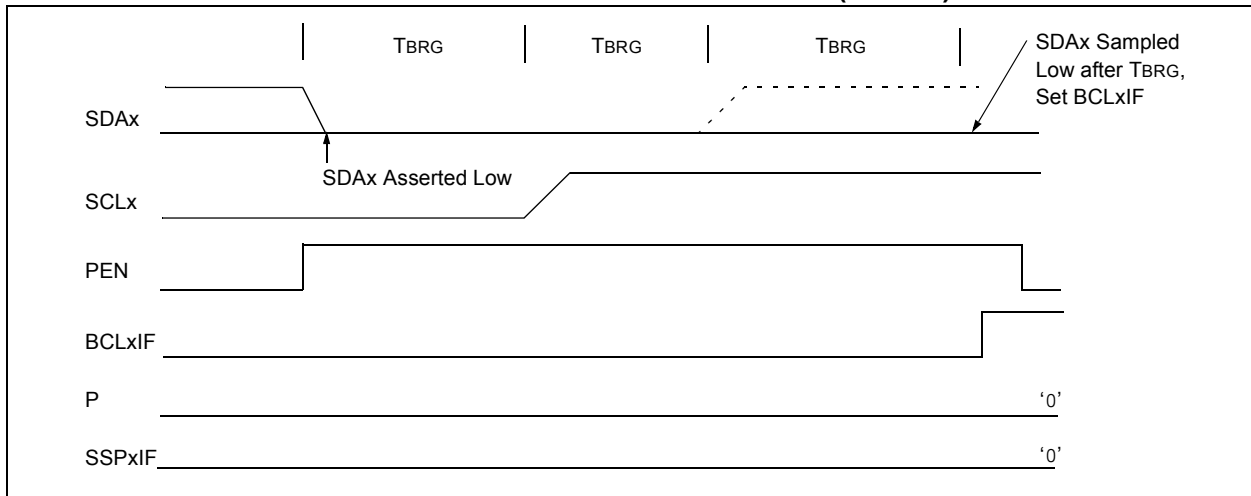 TBRG TBRG TBRG
SDAx Sampled
Low after TBRG,
Set BCLxIF
SDAx
SDAx Asserted Low
SCLx
PEN
BCLxIF
P ‘0’
SSPxIF ‘0’